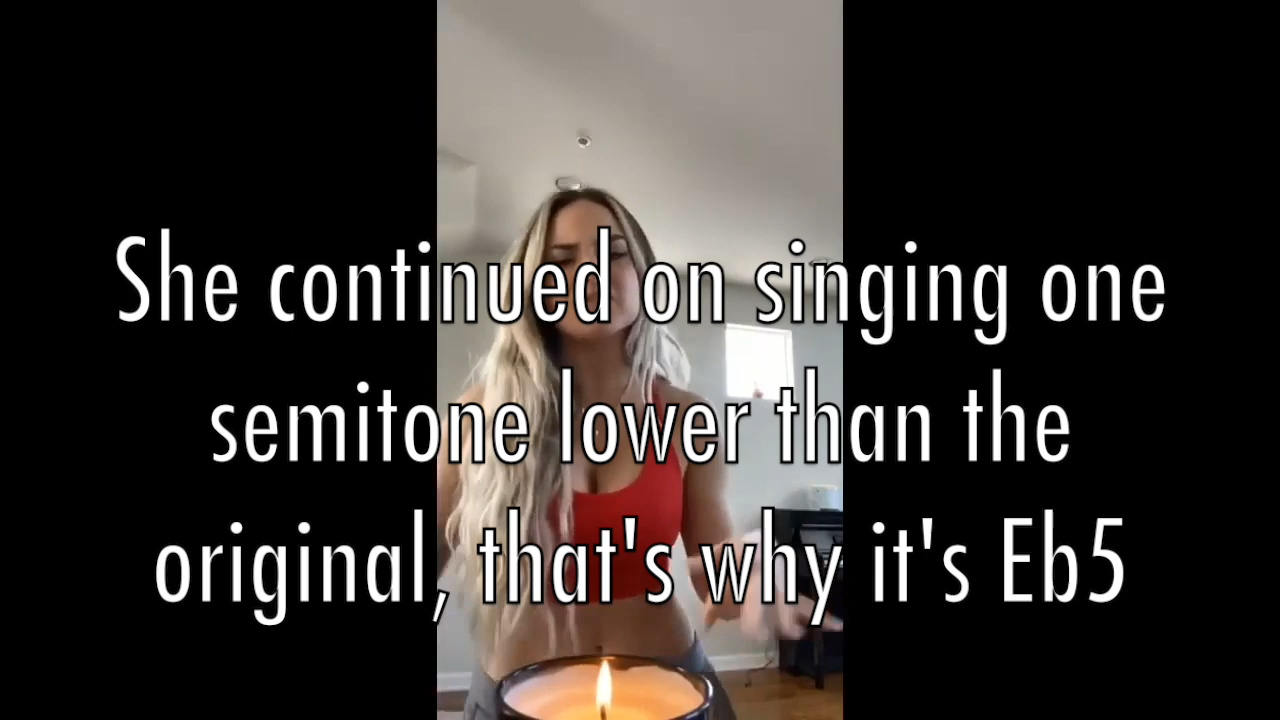 She continued on singing one
semitone lower than the
original, that's why it's Eb5